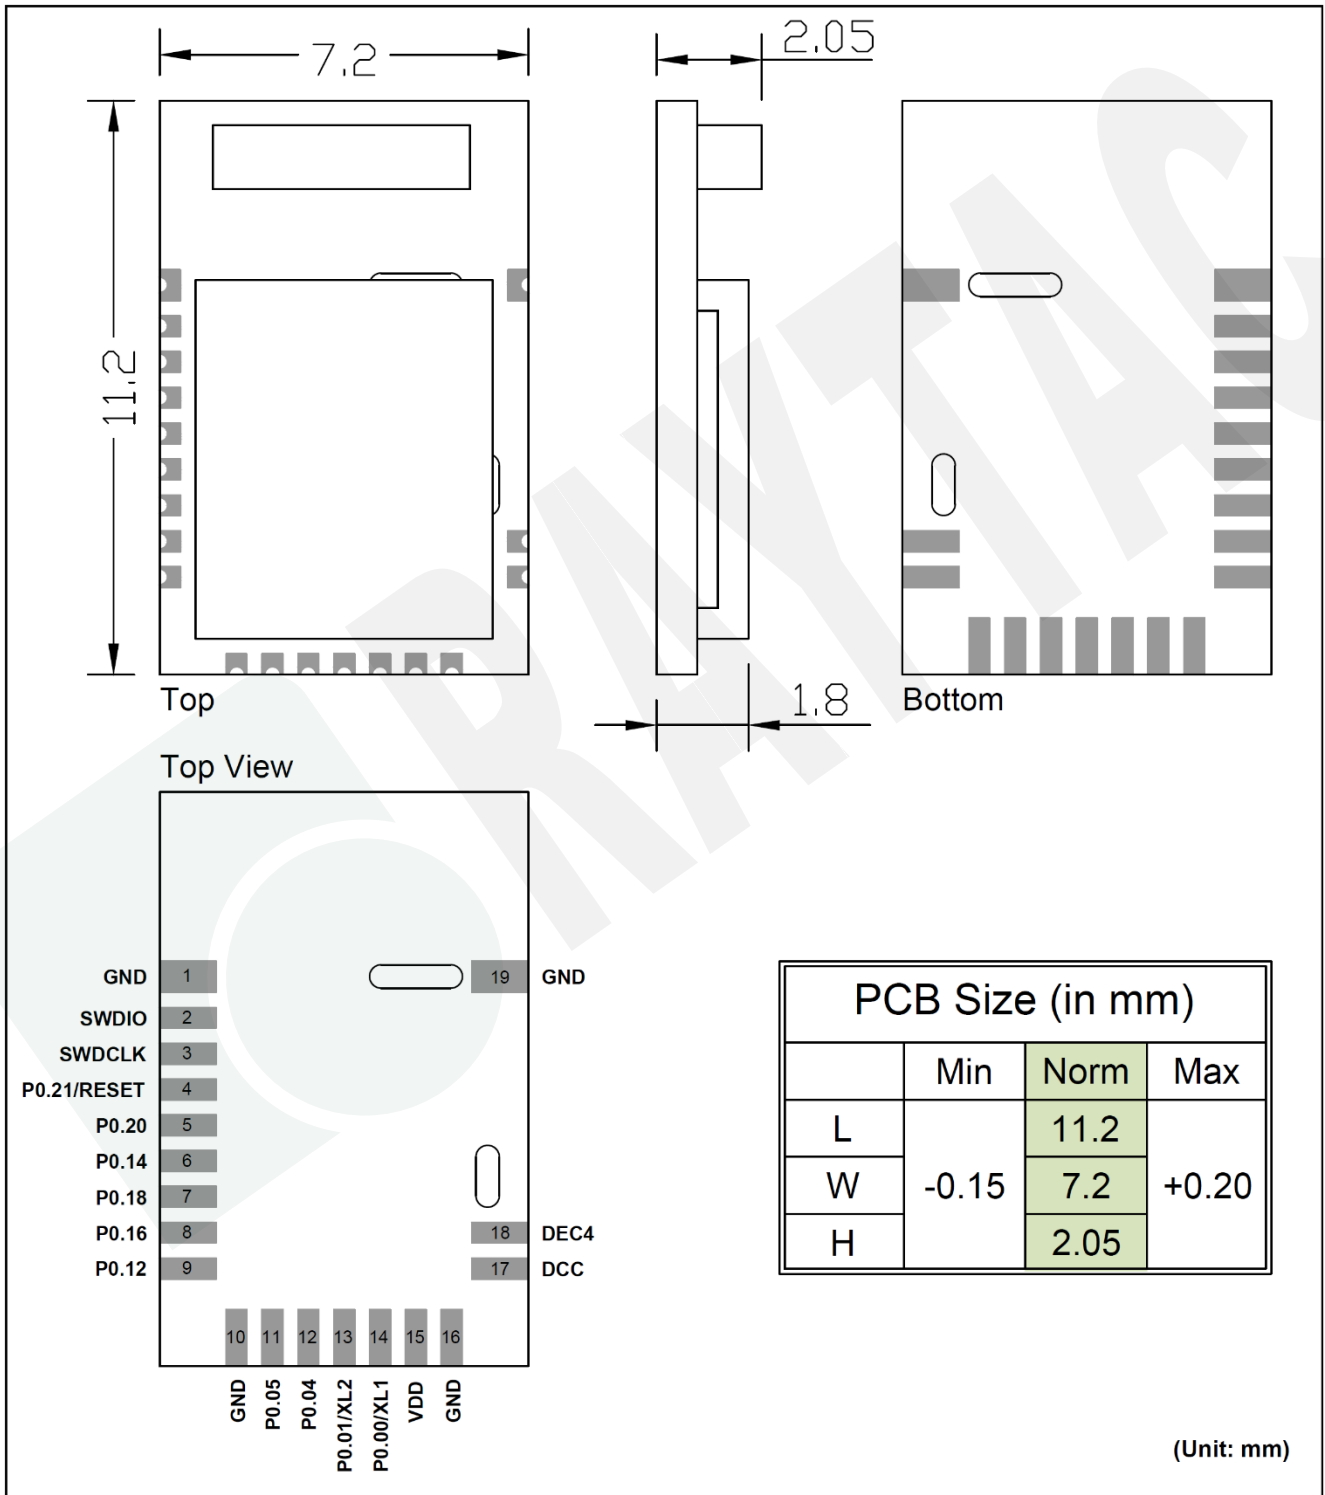 7.2
2.05
11.2
1.8
Top
Bottom
RAYTAC
Top View
GND 1
19 GND
SWDIO 2
SWDCLK 3
P0.21/RESET 4
P0.20 5
P0.14 6
P0.18 7
P0.16 8
18 DEC4
P0.12 9
17 DCC
10 11 12 13 14 15 16
GND
P0.05
P0.04
P0.01/XL2
P0.00/XL1
VDD
GND
PCB Size (in mm)
Min Norm Max
L 11.2
W -0.15 7.2 +0.20
H 2.05
(Unit: mm)